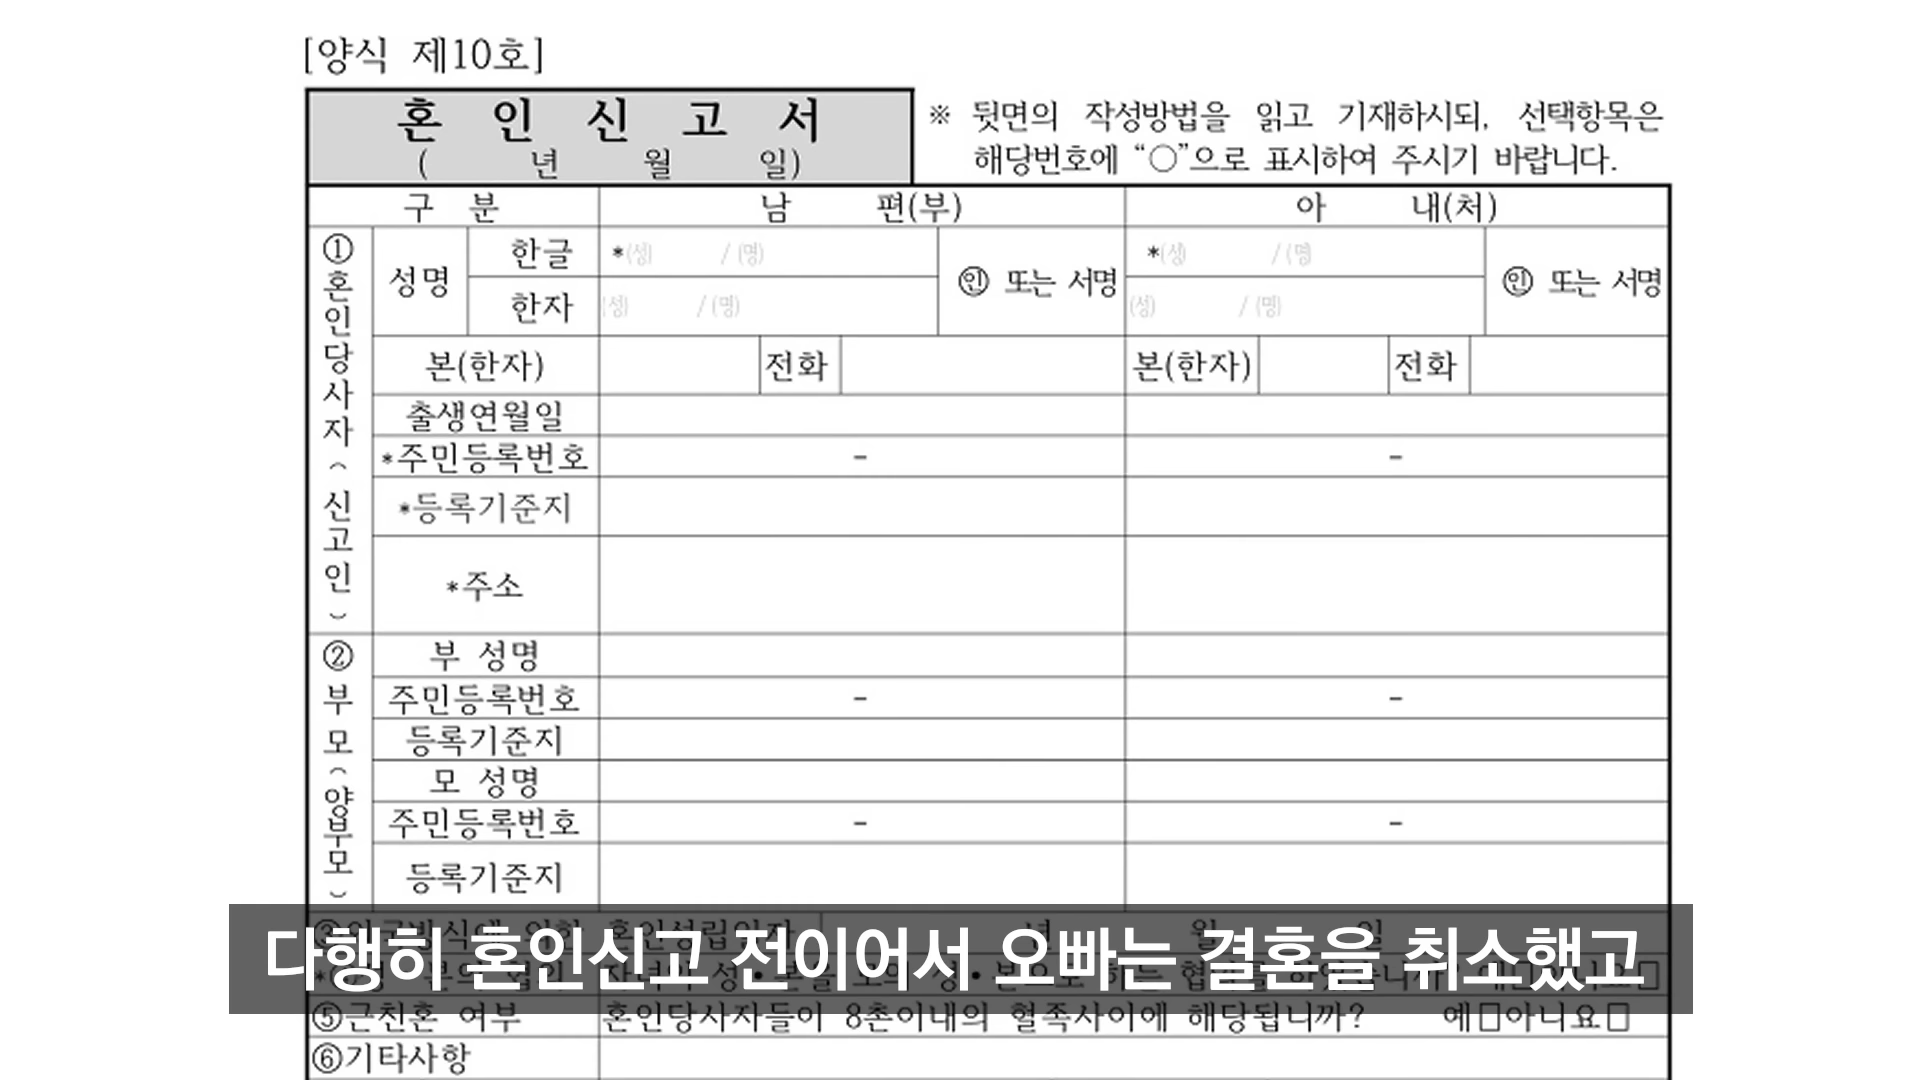 [양식 제10호]
혼 인 신 고 서
( 년 월 일)
※ 뒷면의 작성방법을 읽고 기재하시되, 선택항목은
해당번호에 “○”으로 표시하여 주시기 바랍니다.
구 분 남 편(부) 아 내(처)
①혼인당사자(신고인)
성명 한글 *(성) / (명) ㊞ 또는 서명 *(성) / (명) ㊞ 또는 서명
한자 (성) / (명) (성) / (명)
본(한자) 전화 본(한자) 전화
출생연월일
*주민등록번호 - -
*등록기준지
*주소
②부모(양부모)
부 성명
주민등록번호 - -
등록기준지
모 성명
주민등록번호 - -
등록기준지
혼인성립일자 년 월 일
다행히 혼인신고 전이어서 오빠는 결혼을 취소했고
⑤근친혼 여부 혼인당사자들이 8촌이내의 혈족사이에 해당됩니까? 예□아니요□
⑥기타사항